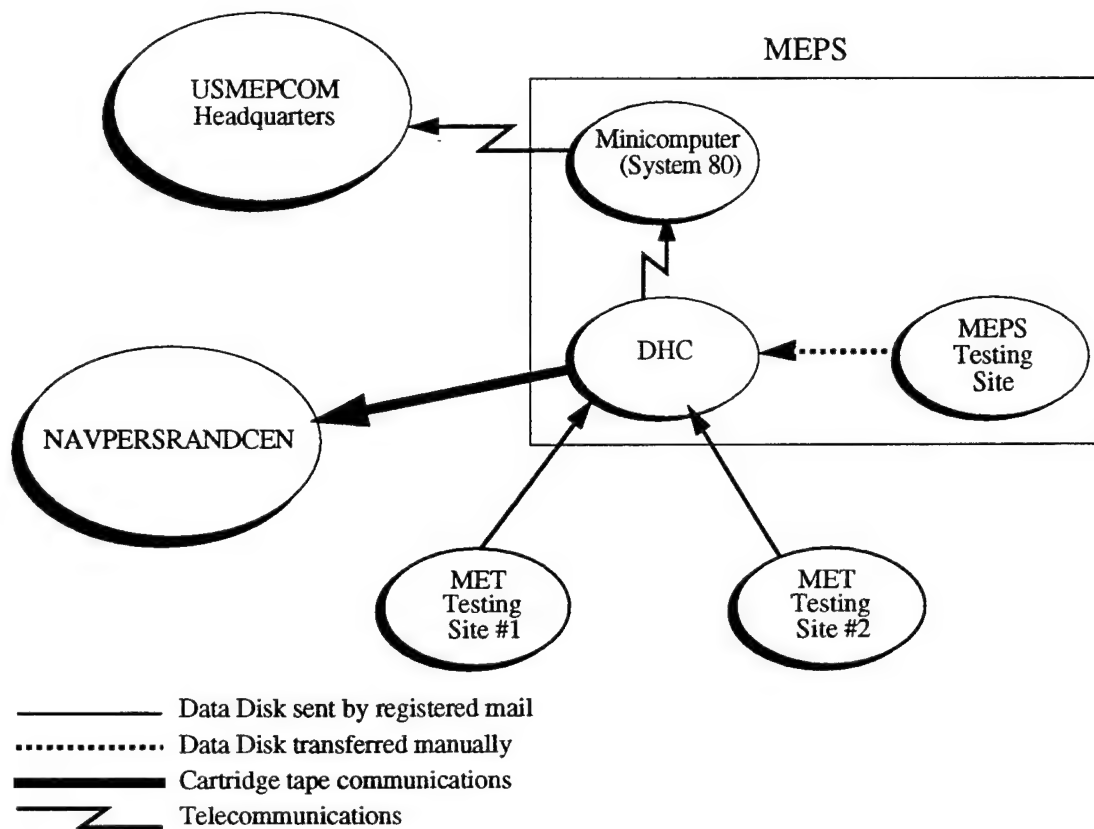 MEPS
USMEPCOM
Headquarters
Minicomputer
(System 80)
DHC
MEPS
Testing
Site
NAVPERSRANDCEN
MET
Testing
Site #1
MET
Testing
Site #2
Data Disk sent by registered mail
Data Disk transferred manually
Cartridge tape communications
Telecommunications